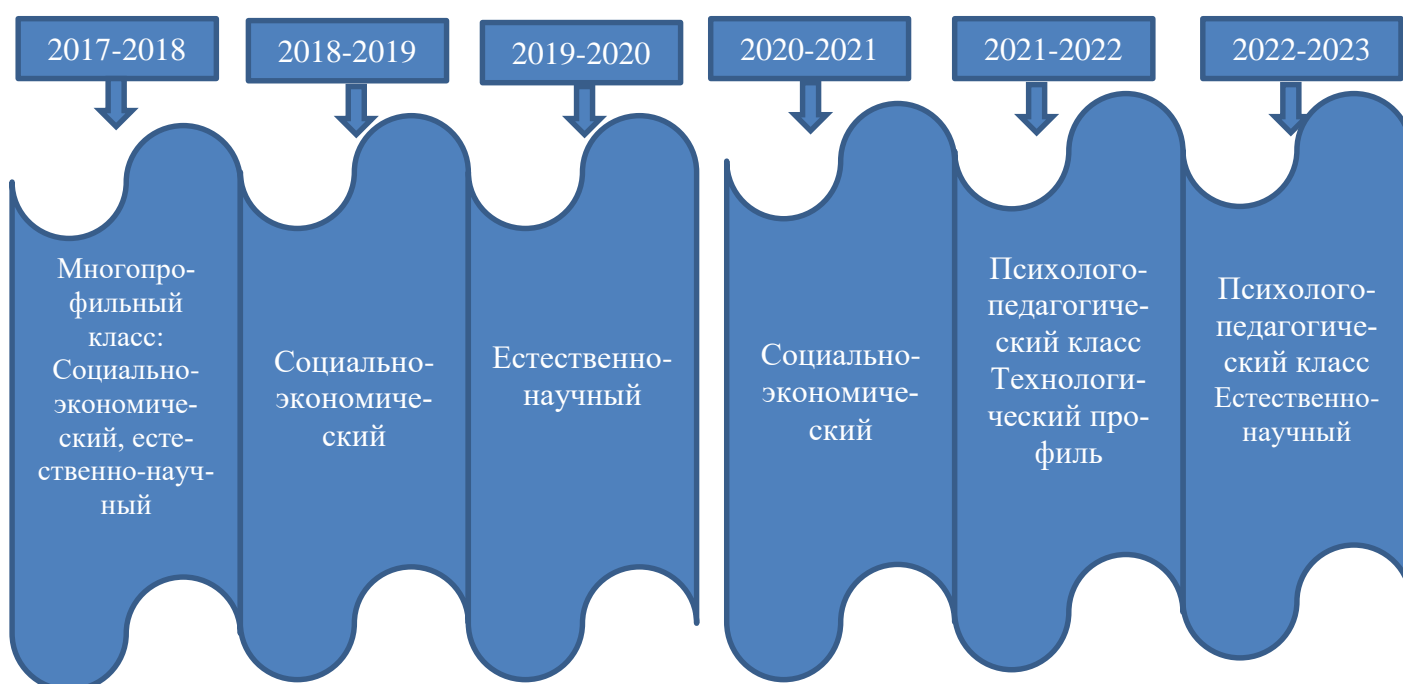 2017-2018
2018-2019
2019-2020
2020-2021
2021-2022
2022-2023
Многопро-
фильный
класс:
Социально-
экономиче-
ский, есте-
ственно-науч-
ный
Социально-
экономиче-
ский
Естественно-
научный
Социально-
экономиче-
ский
Психолого-
педагогиче-
ский класс
Технологи-
ческий про-
филь
Психолого-
педагогиче-
ский класс
Естественно-
научный